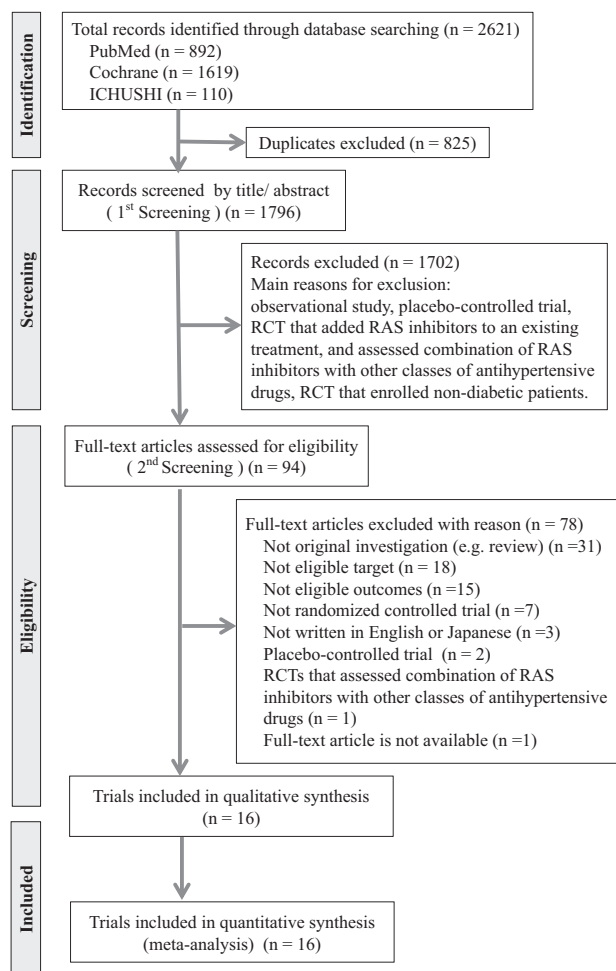 Identification
Total records identified through database searching (n = 2621)
PubMed (n = 892)
Cochrane (n = 1619)
ICHUSHI (n = 110)
Duplicates excluded (n = 825)
Screening
Records screened by title/ abstract
( 1st Screening ) (n = 1796)
Records excluded (n = 1702)
Main reasons for exclusion:
observational study, placebo-controlled trial,
RCT that added RAS inhibitors to an existing
treatment, and assessed combination of RAS
inhibitors with other classes of antihypertensive
drugs, RCT that enrolled non-diabetic patients.
Eligibility
Full-text articles assessed for eligibility
( 2nd Screening ) (n = 94)
Full-text articles excluded with reason (n = 78)
Not original investigation (e.g. review) (n =31)
Not eligible target (n = 18)
Not eligible outcomes (n =15)
Not randomized controlled trial (n =7)
Not written in English or Japanese (n =3)
Placebo-controlled trial (n = 2)
RCTs that assessed combination of RAS
inhibitors with other classes of antihypertensive
drugs (n = 1)
Full-text article is not available (n =1)
Trials included in qualitative synthesis
(n = 16)
Included
Trials included in quantitative synthesis
(meta-analysis) (n = 16)